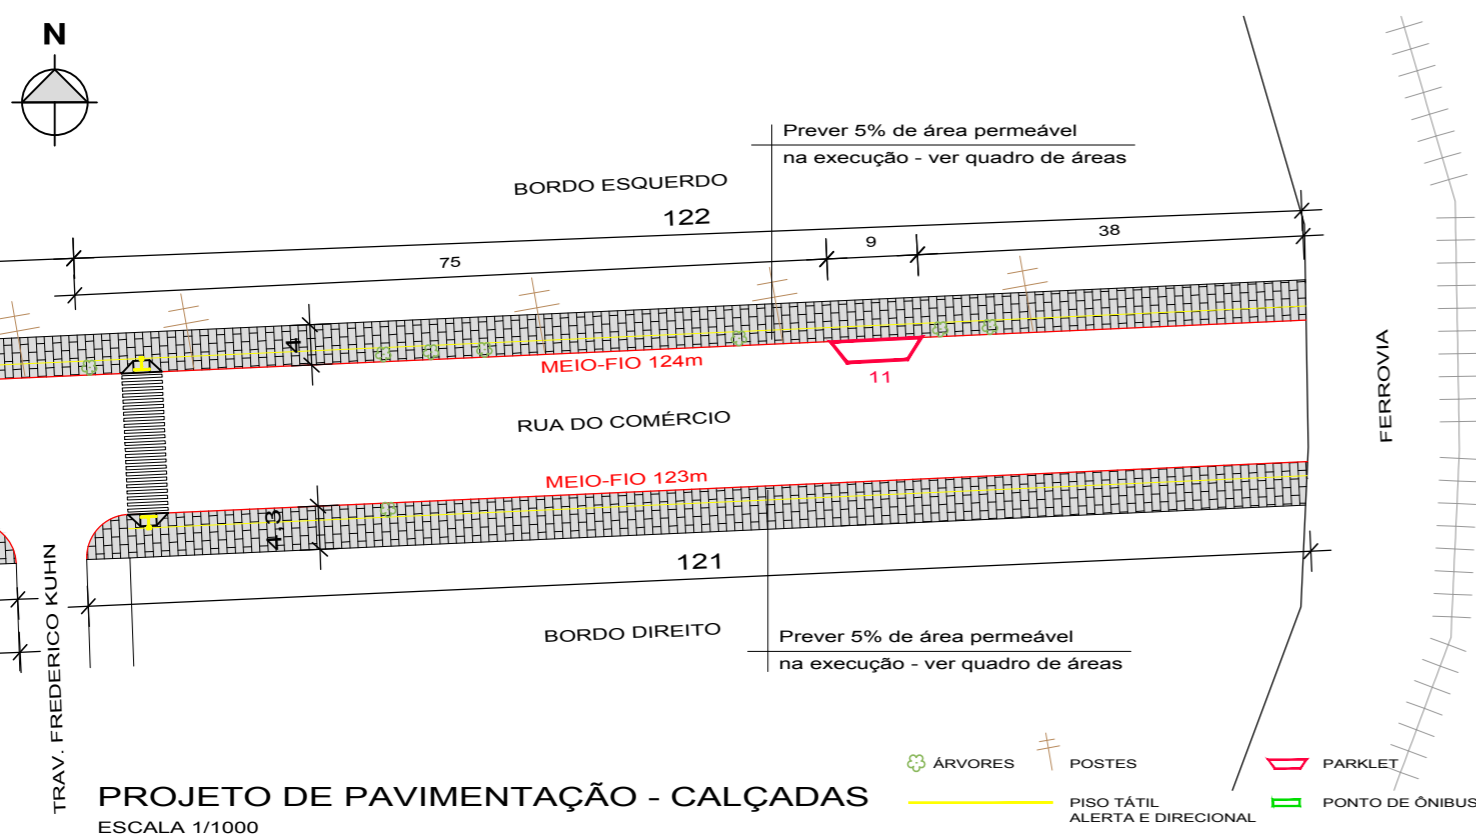 N
Prever 5% de área permeável
na execução - ver quadro de áreas
BORDO ESQUERDO
122
75
9
38
4
MEIO-FIO 124m
11
RUA DO COMÉRCIO
FERROVIA
MEIO-FIO 123m
4.3
121
BORDO DIREITO
Prever 5% de área permeável
na execução - ver quadro de áreas
TRAV. FREDERICO KUHN
ÁRVORES
POSTES
PARKLET
PISO TÁTIL
ALERTA E DIRECIONAL
PONTO DE ÔNIBUS
PROJETO DE PAVIMENTAÇÃO - CALÇADAS
ESCALA 1/1000